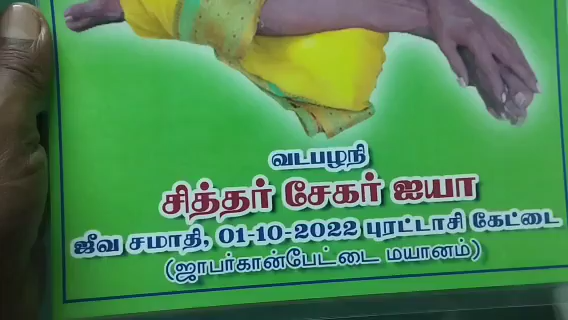 வடபழநி
சித்தர் சேகர் ஐயா
ஜீவ சமாதி, 01-10-2022 புரட்டாசி கேட்டை
(ஜாபர்கான்பேட்டை மயானம்)